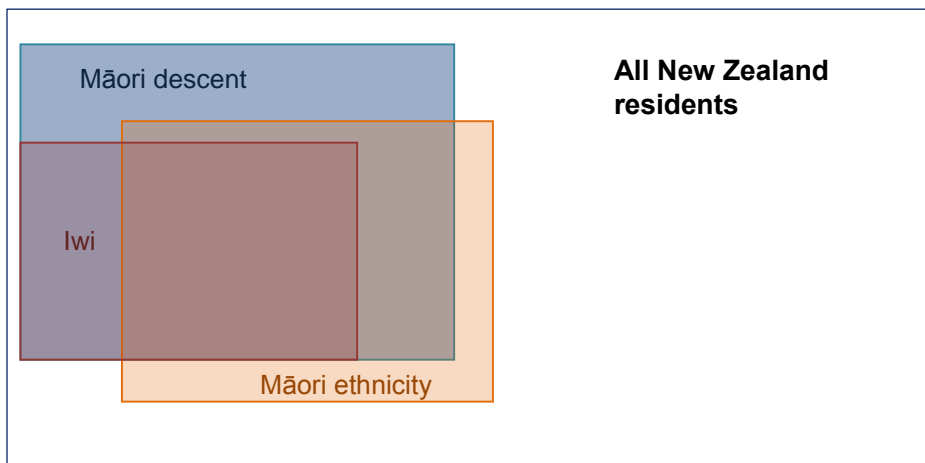 Māori descent
All New Zealand
residents
Iwi
Māori ethnicity